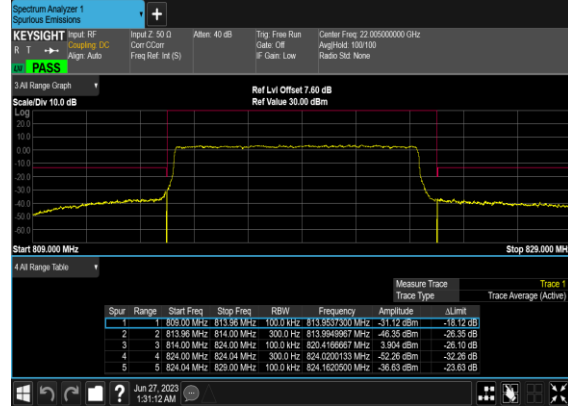 Spectrum Analyzer 1
Spurious Emissions
+
KEYSIGHT Input: RF Input Z: 50 Ω Atten: 40 dB Trig: Free Run Center Freq: 22.005000000 GHz
R T Coupling: DC Corr CCorr Gate: Off Avg|Hold: 100/100
Align: Auto Freq Ref: Int (S) IF Gain: Low Radio Std: None
PASS
3 All Range Graph
Ref Lvl Offset 7.60 dB
Scale/Div 10.0 dB Ref Value 30.00 dBm
Log
20.0
10.0
0.00
-10.0
-20.0
-30.0
-40.0
-50.0
-60.0
Start 809.000 MHz Stop 829.000 MH
4 All Range Table
Measure Trace Trace 1
Trace Type Trace Average (Active)
Spur Range Start Freq Stop Freq RBW Frequency Amplitude ΔLimit
1 1 809.00 MHz 813.96 MHz 100.0 kHz 813.9537300 MHz -31.12 dBm -18.12 dB
2 2 813.96 MHz 814.00 MHz 300.0 Hz 813.9949967 MHz -46.35 dBm -26.35 dB
3 3 814.00 MHz 824.00 MHz 100.0 kHz 820.4166667 MHz 3.904 dBm -26.10 dB
4 4 824.00 MHz 824.04 MHz 300.0 Hz 824.0200133 MHz -52.26 dBm -32.26 dB
5 5 824.04 MHz 829.00 MHz 100.0 kHz 824.1620500 MHz -36.63 dBm -23.63 dB
? Jun 27, 2023
1:31:12 AM